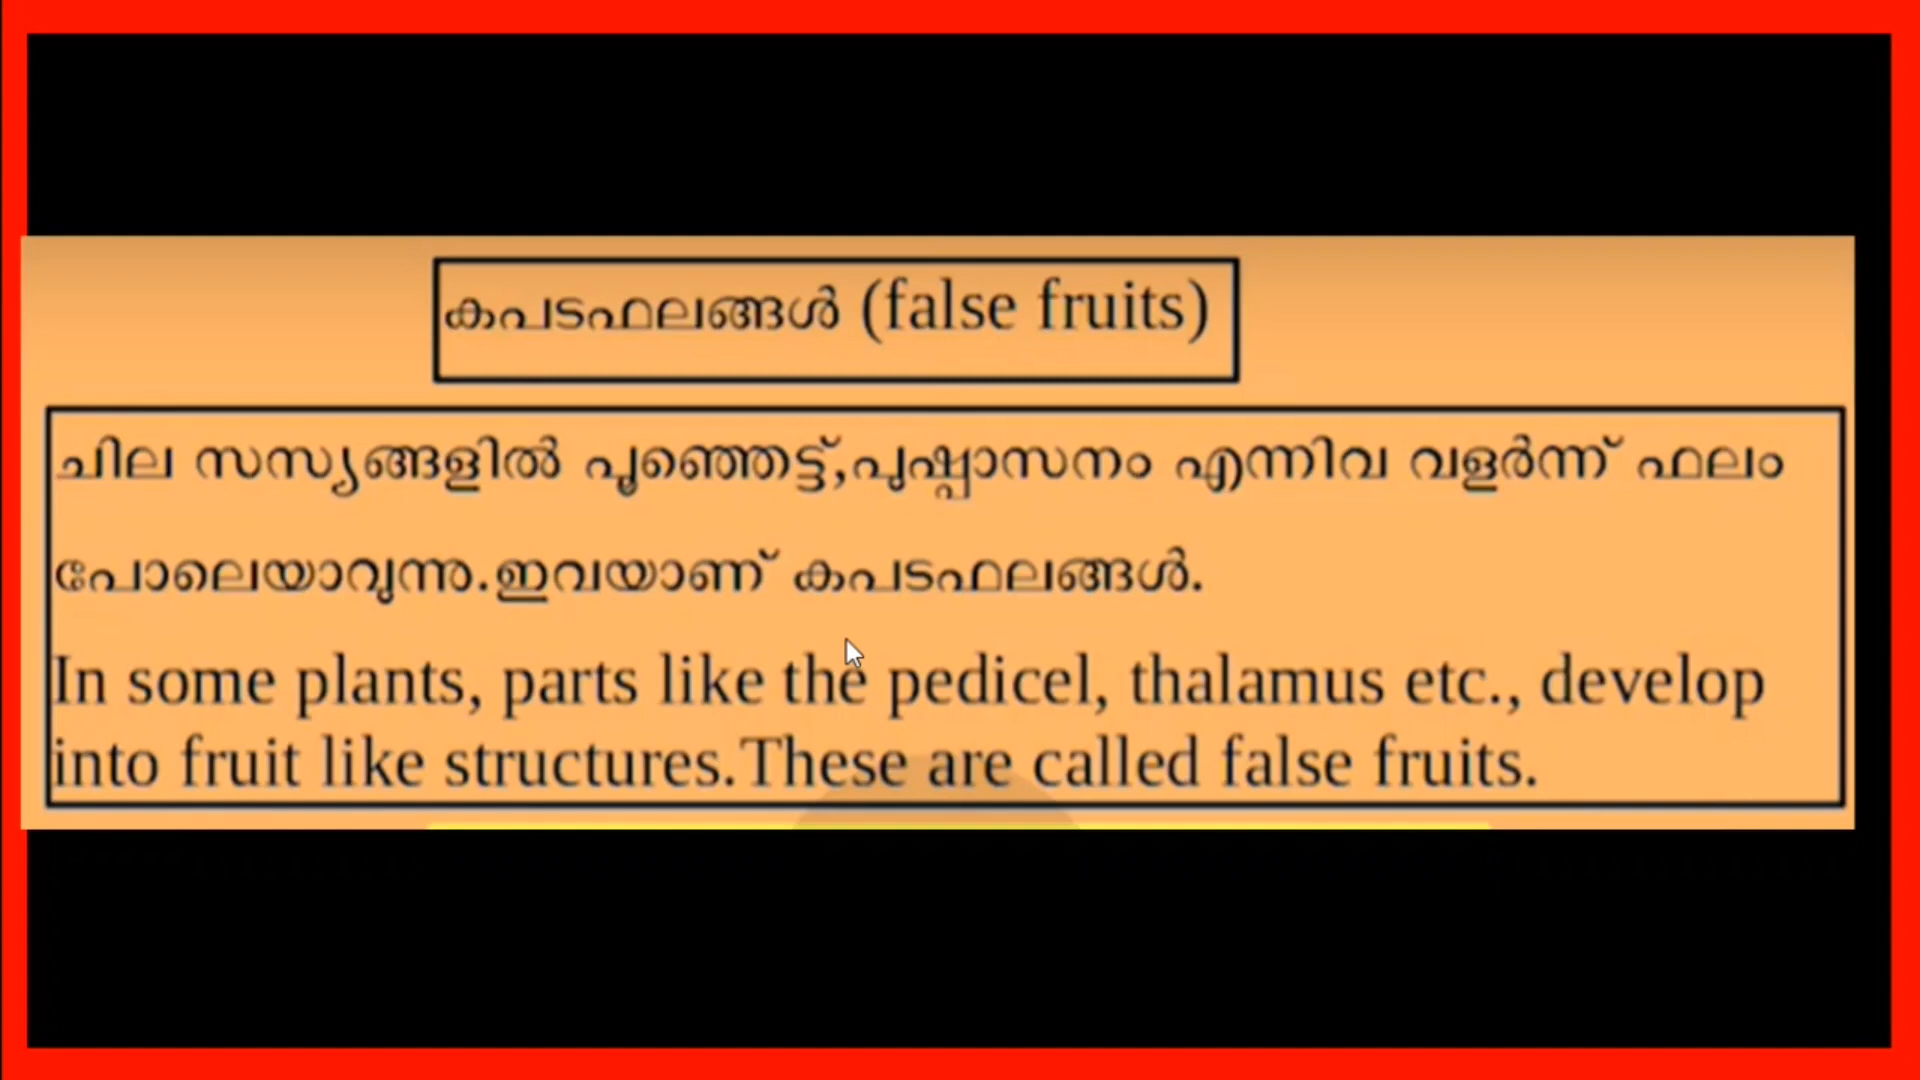 കപടഫലങ്ങൾ (false fruits)
ചില സസ്യങ്ങളിൽ പൂഞ്ഞെട്ട്,പുഷ്പാസനം എന്നിവ വളർന്ന് ഫലം
പോലെയാവുന്നു.ഇവയാണ് കപടഫലങ്ങൾ.
In some plants, parts like the pedicel, thalamus etc., develop
into fruit like structures.These are called false fruits.